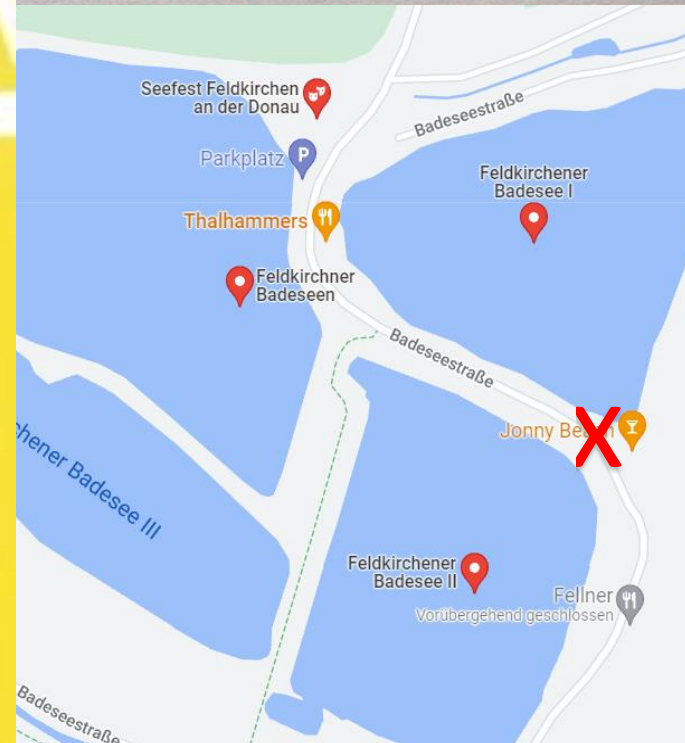 Seefest Feldkirchen
an der Donau
Badeseestraße
Parkplatz
P
Feldkirchener
Badesee I
Thalhammers
Feldkirchner
Badeseen
Badeseestraße
Jonny
X
chener Badesee III
Feldkirchener
Badesee II
Fellner
Vorübergehend geschlossen
Badeseestraße